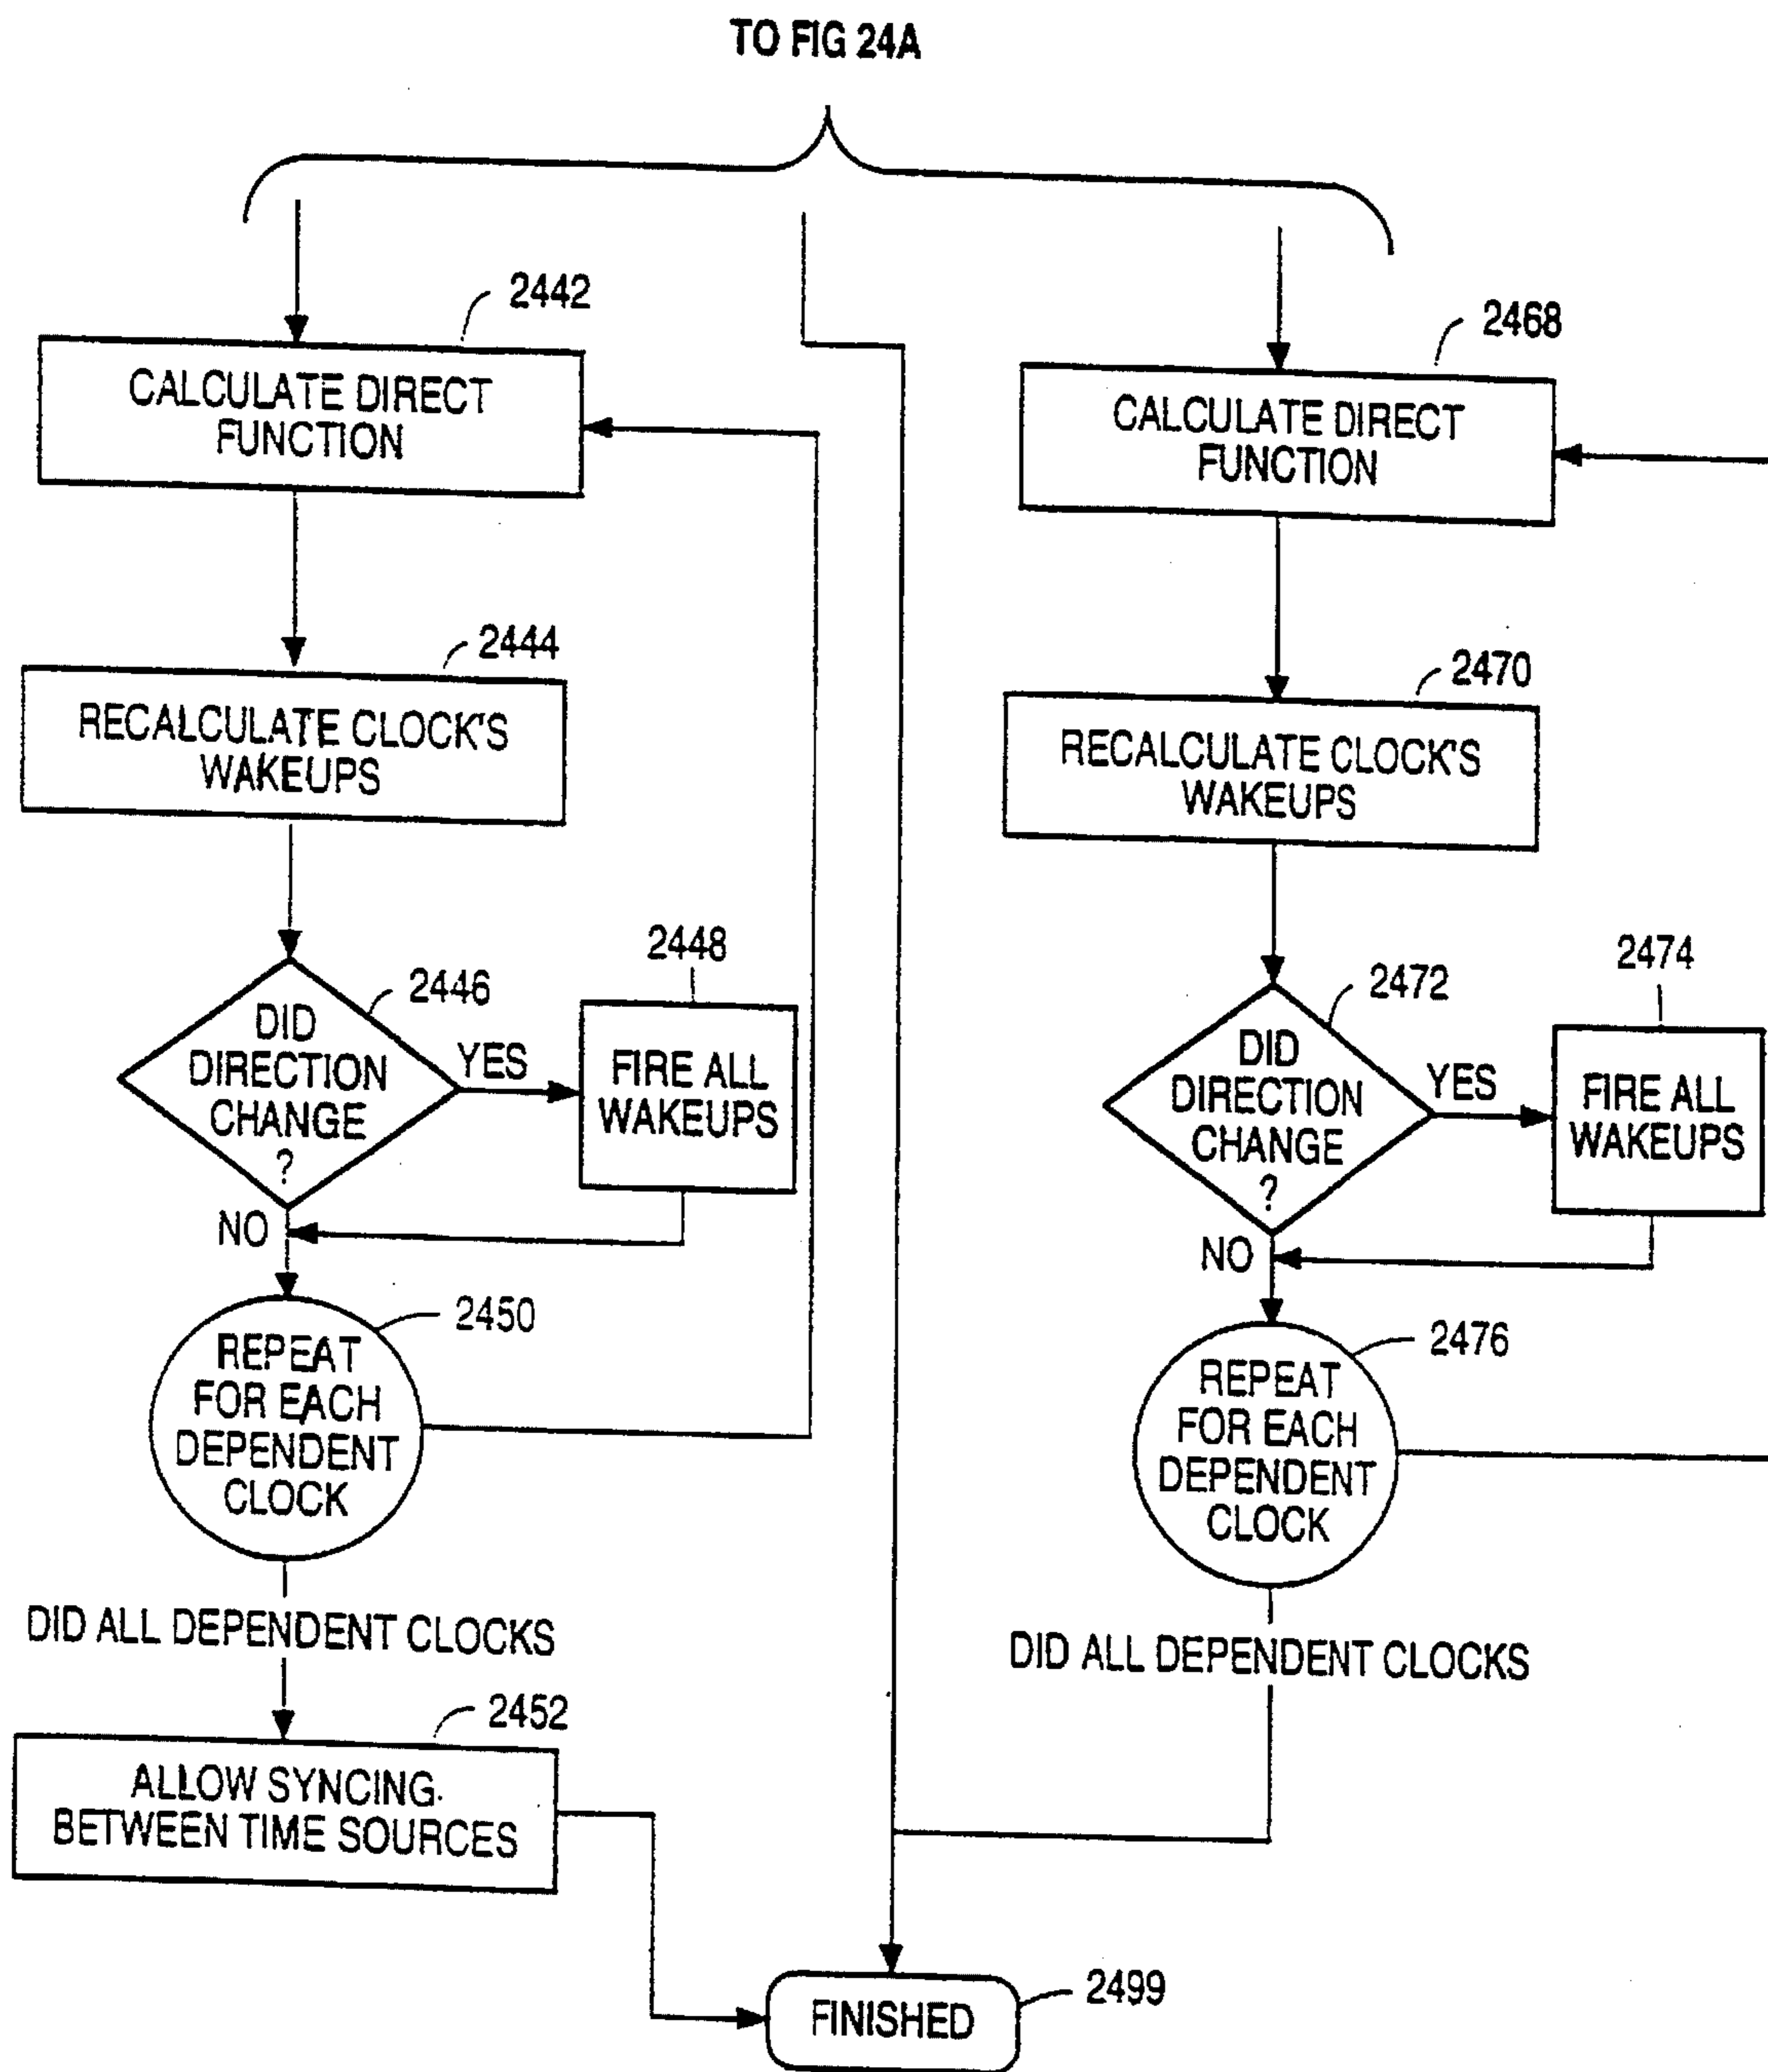 TO FIG 24A
2442
CALCULATE DIRECT
FUNCTION
2444
RECALCULATE CLOCK'S
WAKEUPS
2446
DID
DIRECTION
CHANGE
?
YES
NO
2448
FIRE ALL
WAKEUPS
2450
REPEAT
FOR EACH
DEPENDENT
CLOCK
DID ALL DEPENDENT CLOCKS
2452
ALLOW SYNCING
BETWEEN TIME SOURCES
2468
CALCULATE DIRECT
FUNCTION
2470
RECALCULATE CLOCK'S
WAKEUPS
2472
DID
DIRECTION
CHANGE
?
YES
NO
2474
FIRE ALL
WAKEUPS
2476
REPEAT
FOR EACH
DEPENDENT
CLOCK
DID ALL DEPENDENT CLOCKS
2499
FINISHED